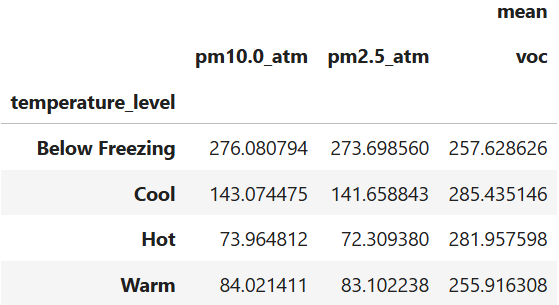 mean
pm10.0_atm pm2.5_atm voc
temperature_level
Below Freezing 276.080794 273.698560 257.628626
Cool 143.074475 141.658843 285.435146
Hot 73.964812 72.309380 281.957598
Warm 84.021411 83.102238 255.916308